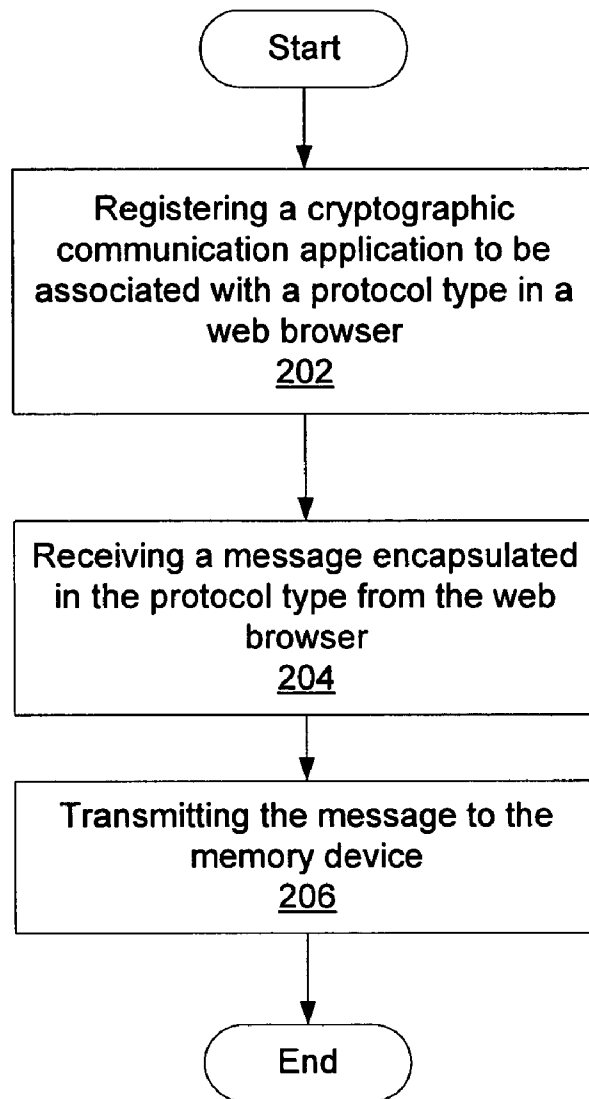 Start
Registering a cryptographic
communication application to be
associated with a protocol type in a
web browser
202
Receiving a message encapsulated
in the protocol type from the web
browser
204
Transmitting the message to the
memory device
206
End